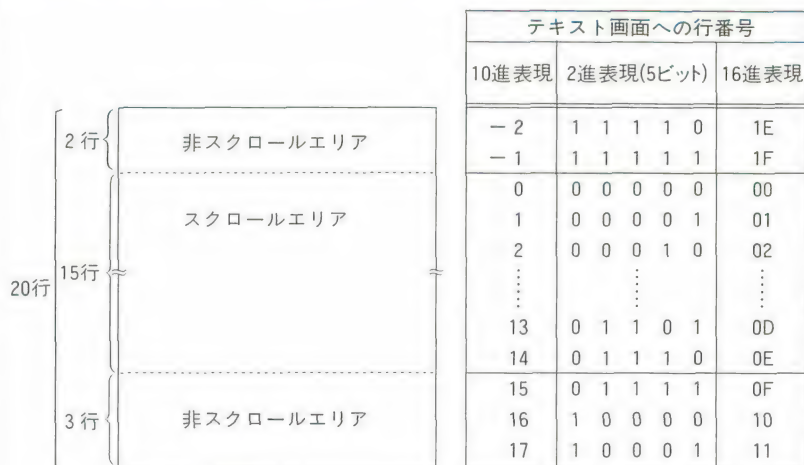 テキスト画面への行番号
10進表現 2進表現(5ビット) 16進表現
2行 非スクロールエリア －2 1 1 1 1 0 1E
－1 1 1 1 1 1 1F
0 0 0 0 0 0 00
スクロールエリア 1 0 0 0 0 1 01
2 0 0 0 1 0 02
20行 15行
13 0 1 1 0 1 0D
14 0 1 1 1 0 0E
15 0 1 1 1 1 0F
3行 非スクロールエリア 16 1 0 0 0 0 10
17 1 0 0 0 1 11